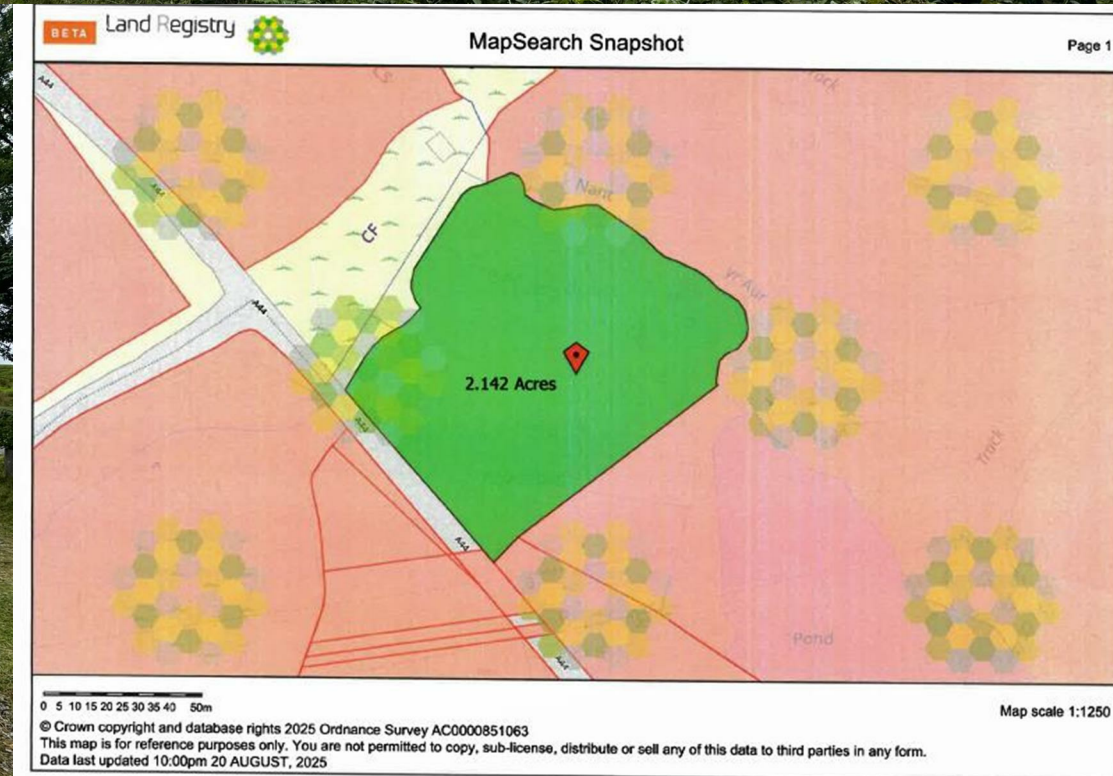 BETA Land Registry
MapSearch Snapshot
Page 1
A44
CS
Track
A44
Nant
CF
yr Aur
A44
2.142 Acres
A44
Track
A44
Pond
A44
0 5 10 15 20 25 30 35 40 50m
Map scale 1:1250
© Crown copyright and database rights 2025 Ordnance Survey AC0000851063
This map is for reference purposes only. You are not permitted to copy, sub-license, distribute or sell any of this data to third parties in any form.
Data last updated 10:00pm 20 AUGUST, 2025